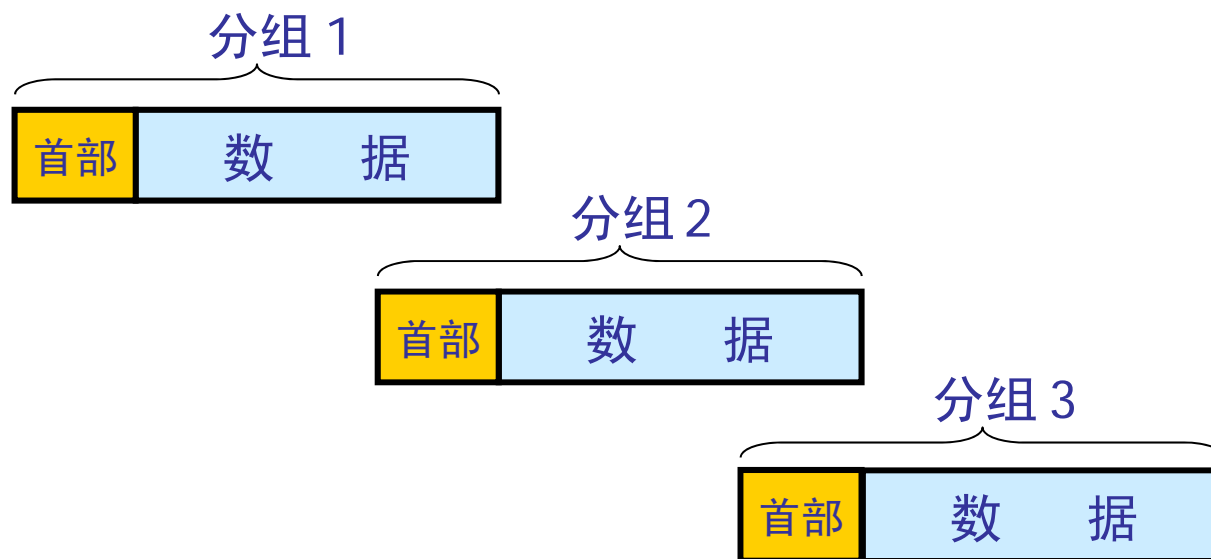 分组 1
首部 数 据
分组 2
首部 数 据
分组 3
首部 数 据